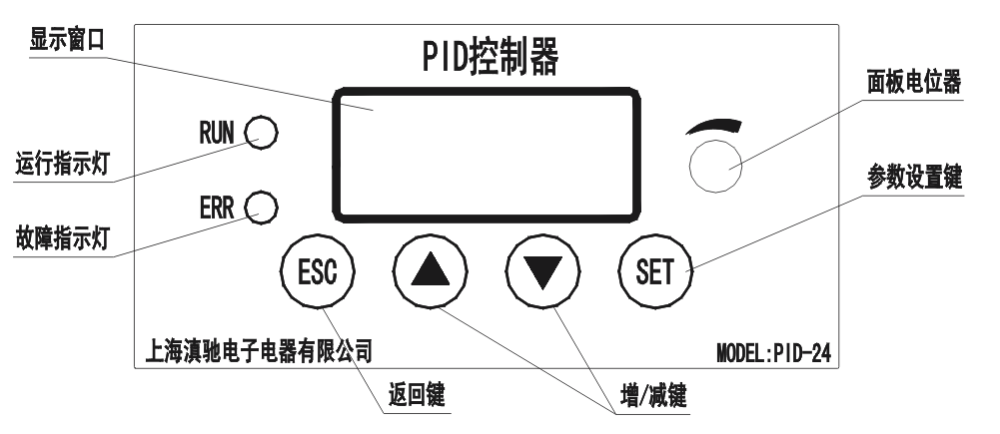 显示窗口
PID控制器
面板电位器
RUN
运行指示灯
参数设置键
ERR
故障指示灯
ESC
SET
上海滇驰电子电器有限公司
MODEL:PID-24
返回键
增/减键